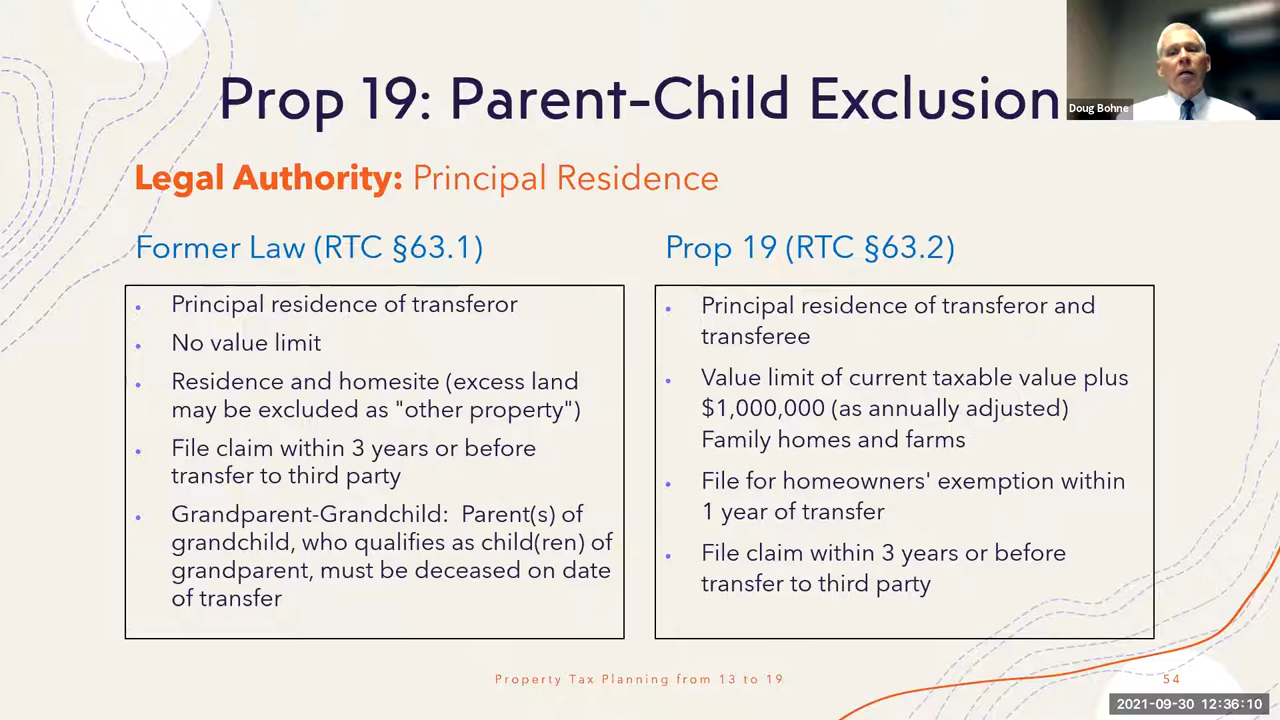 Prop 19: Parent-Child Exclusion
Doug Bohne
Legal Authority: Principal Residence
Former Law (RTC §63.1)
• Principal residence of transferor
• No value limit
• Residence and homesite (excess land
may be excluded as "other property")
• File claim within 3 years or before
transfer to third party
• Grandparent-Grandchild:  Parent(s) of
grandchild, who qualifies as child(ren) of
grandparent, must be deceased on date
of transfer
Prop 19 (RTC §63.2)
• Principal residence of transferor and
transferee
• Value limit of current taxable value plus
$1,000,000 (as annually adjusted)
Family homes and farms
• File for homeowners' exemption within
1 year of transfer
• File claim within 3 years or before
transfer to third party
Property Tax Planning from 13 to 19
54
2021-09-30 12:36:10